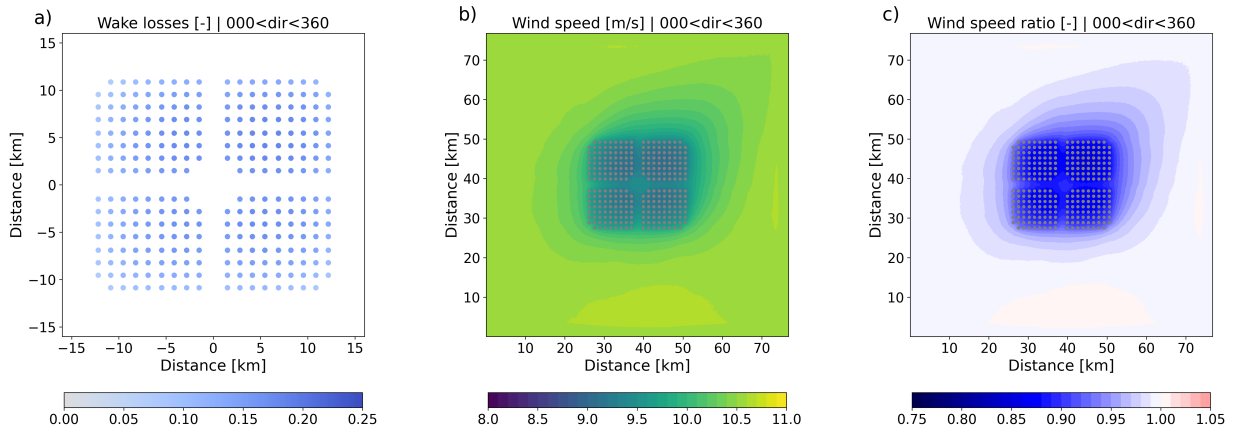 a) Wake losses [-] | 000<dir<360
15
10
5
0
−5
−10
−15
Distance [km]
−15 −10 −5 0 5 10 15
Distance [km]
0.00 0.05 0.10 0.15 0.20 0.25
b) Wind speed [m/s] | 000<dir<360
70
60
50
40
30
20
10
Distance [km]
10 20 30 40 50 60 70
Distance [km]
8.0 8.5 9.0 9.5 10.0 10.5 11.0
c) Wind speed ratio [-] | 000<dir<360
70
60
50
40
30
20
10
Distance [km]
10 20 30 40 50 60 70
Distance [km]
0.75 0.80 0.85 0.90 0.95 1.00 1.05